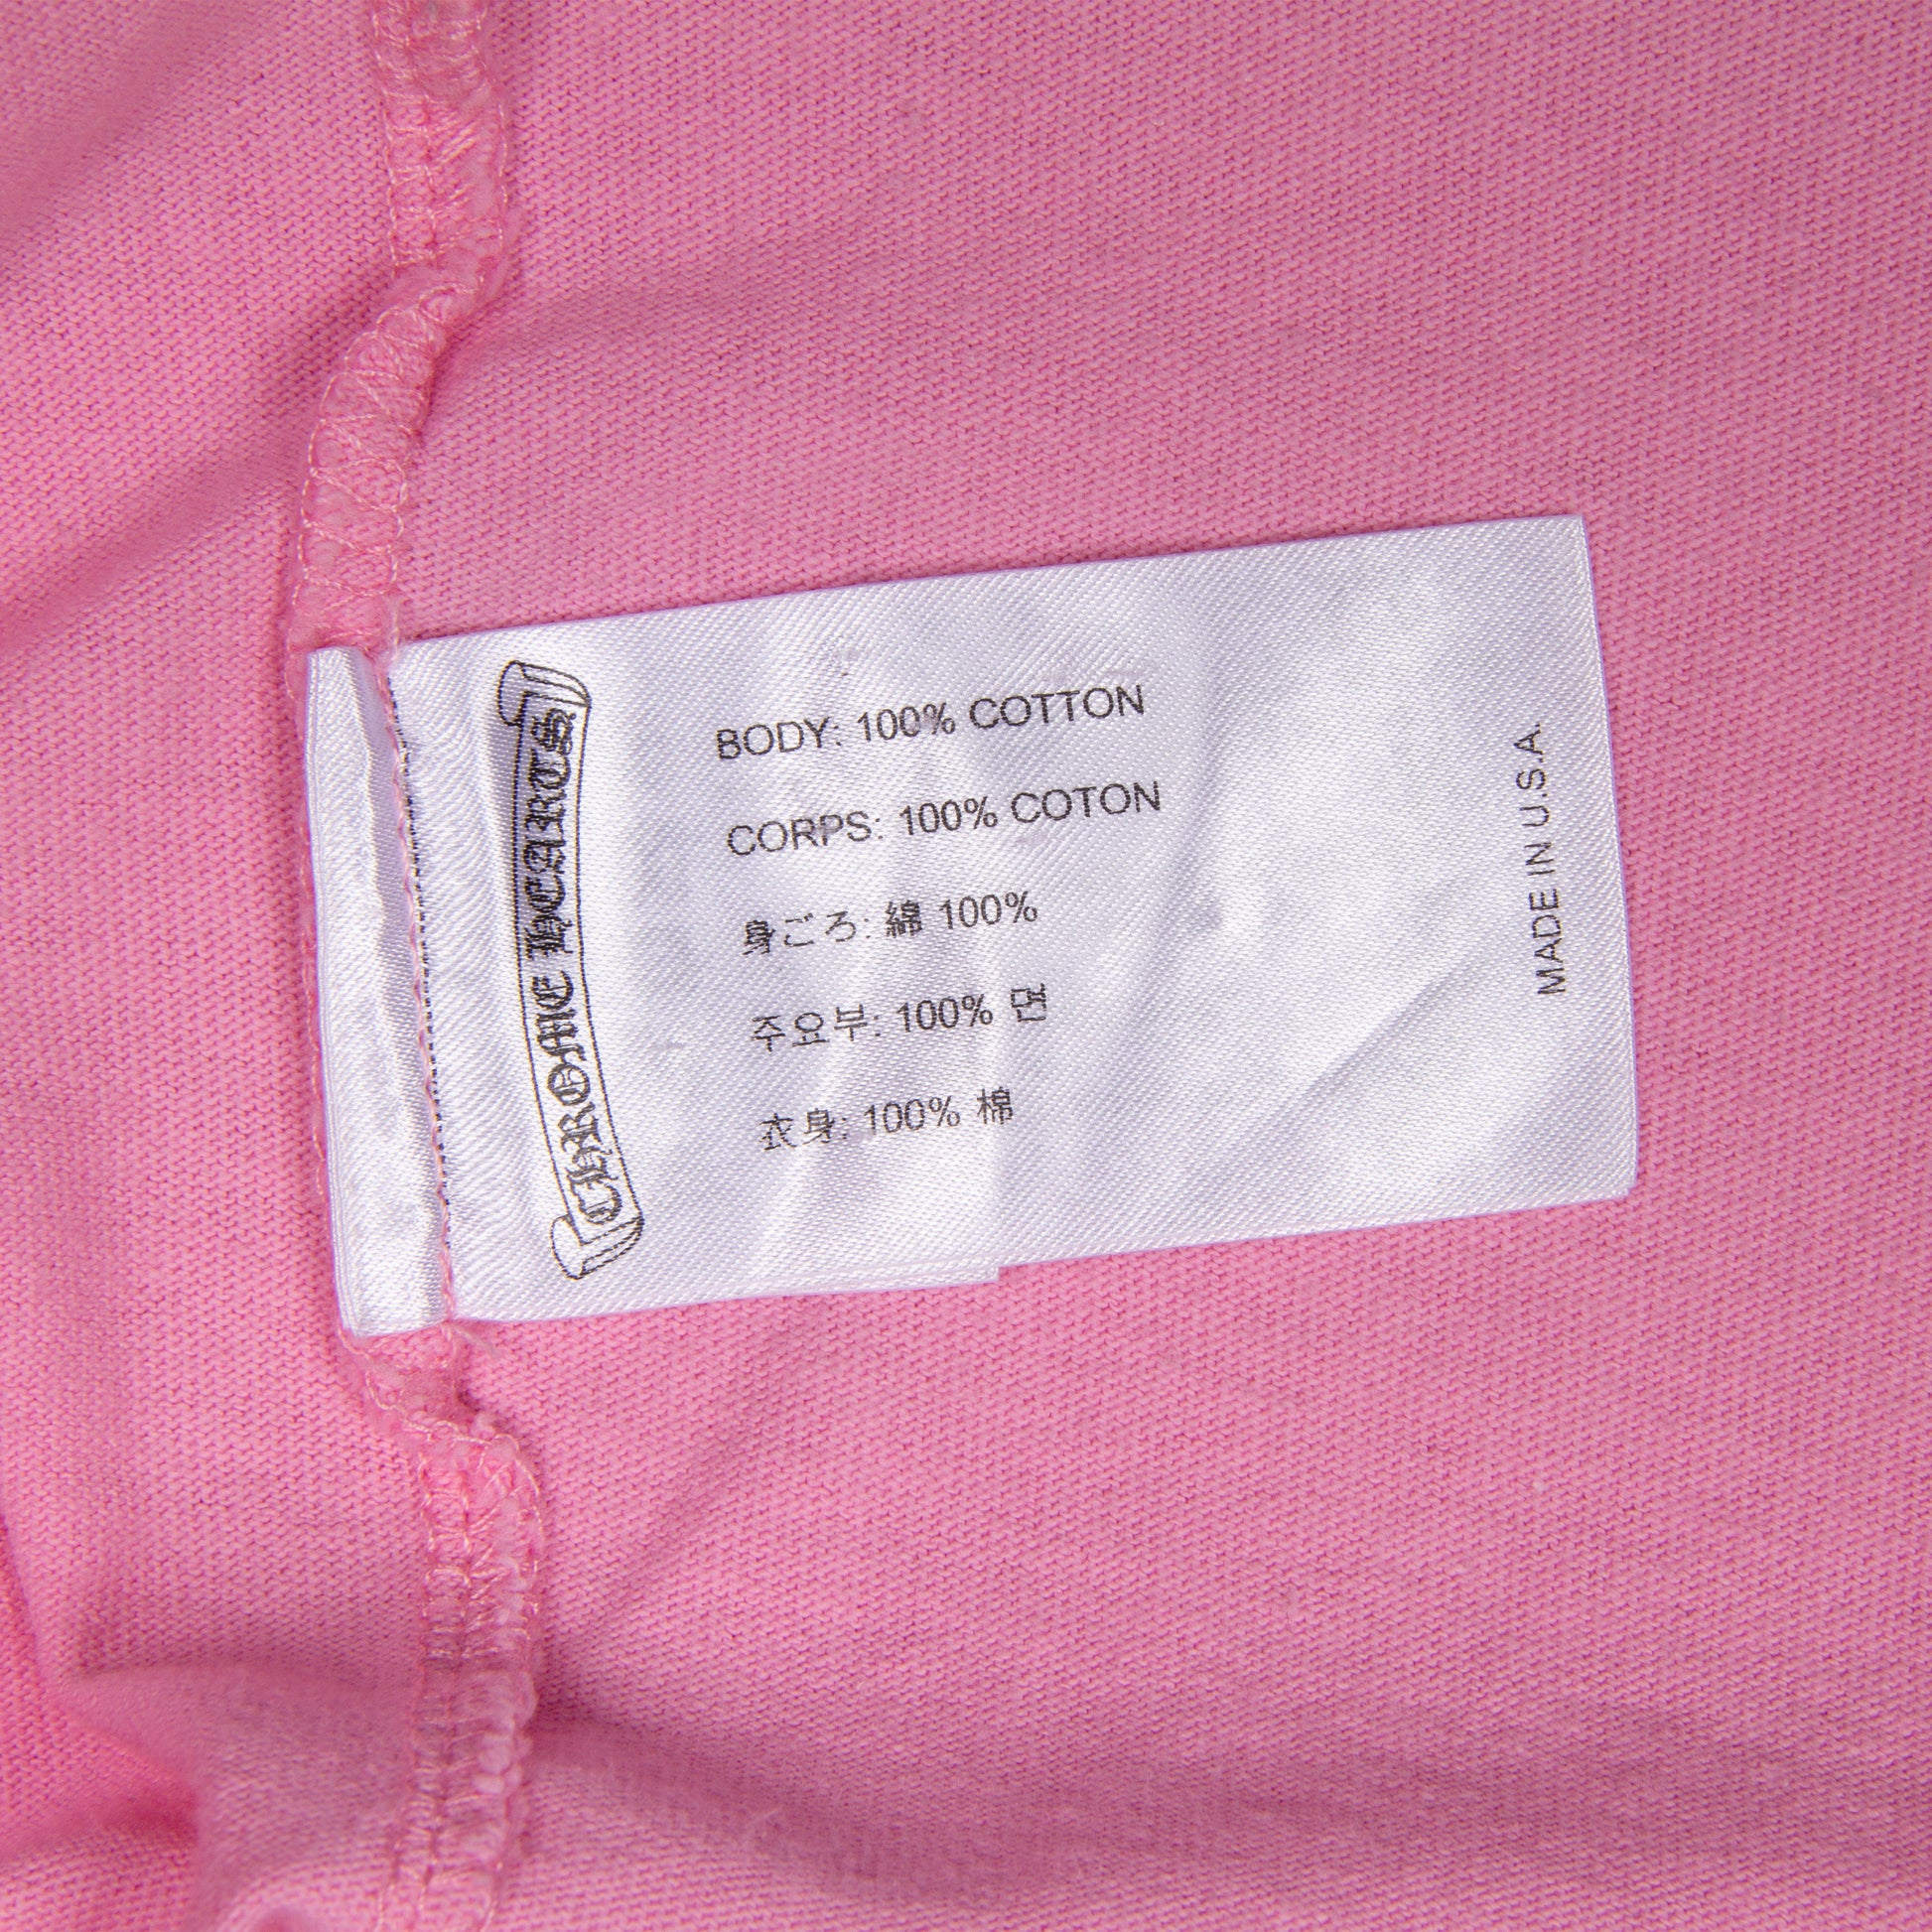 CHROME HEARTS
BODY: 100% COTTON
CORPS: 100% COTON
身ごろ: 綿 100%
주요부: 100% 면
衣身: 100% 棉
MADE IN U.S.A.